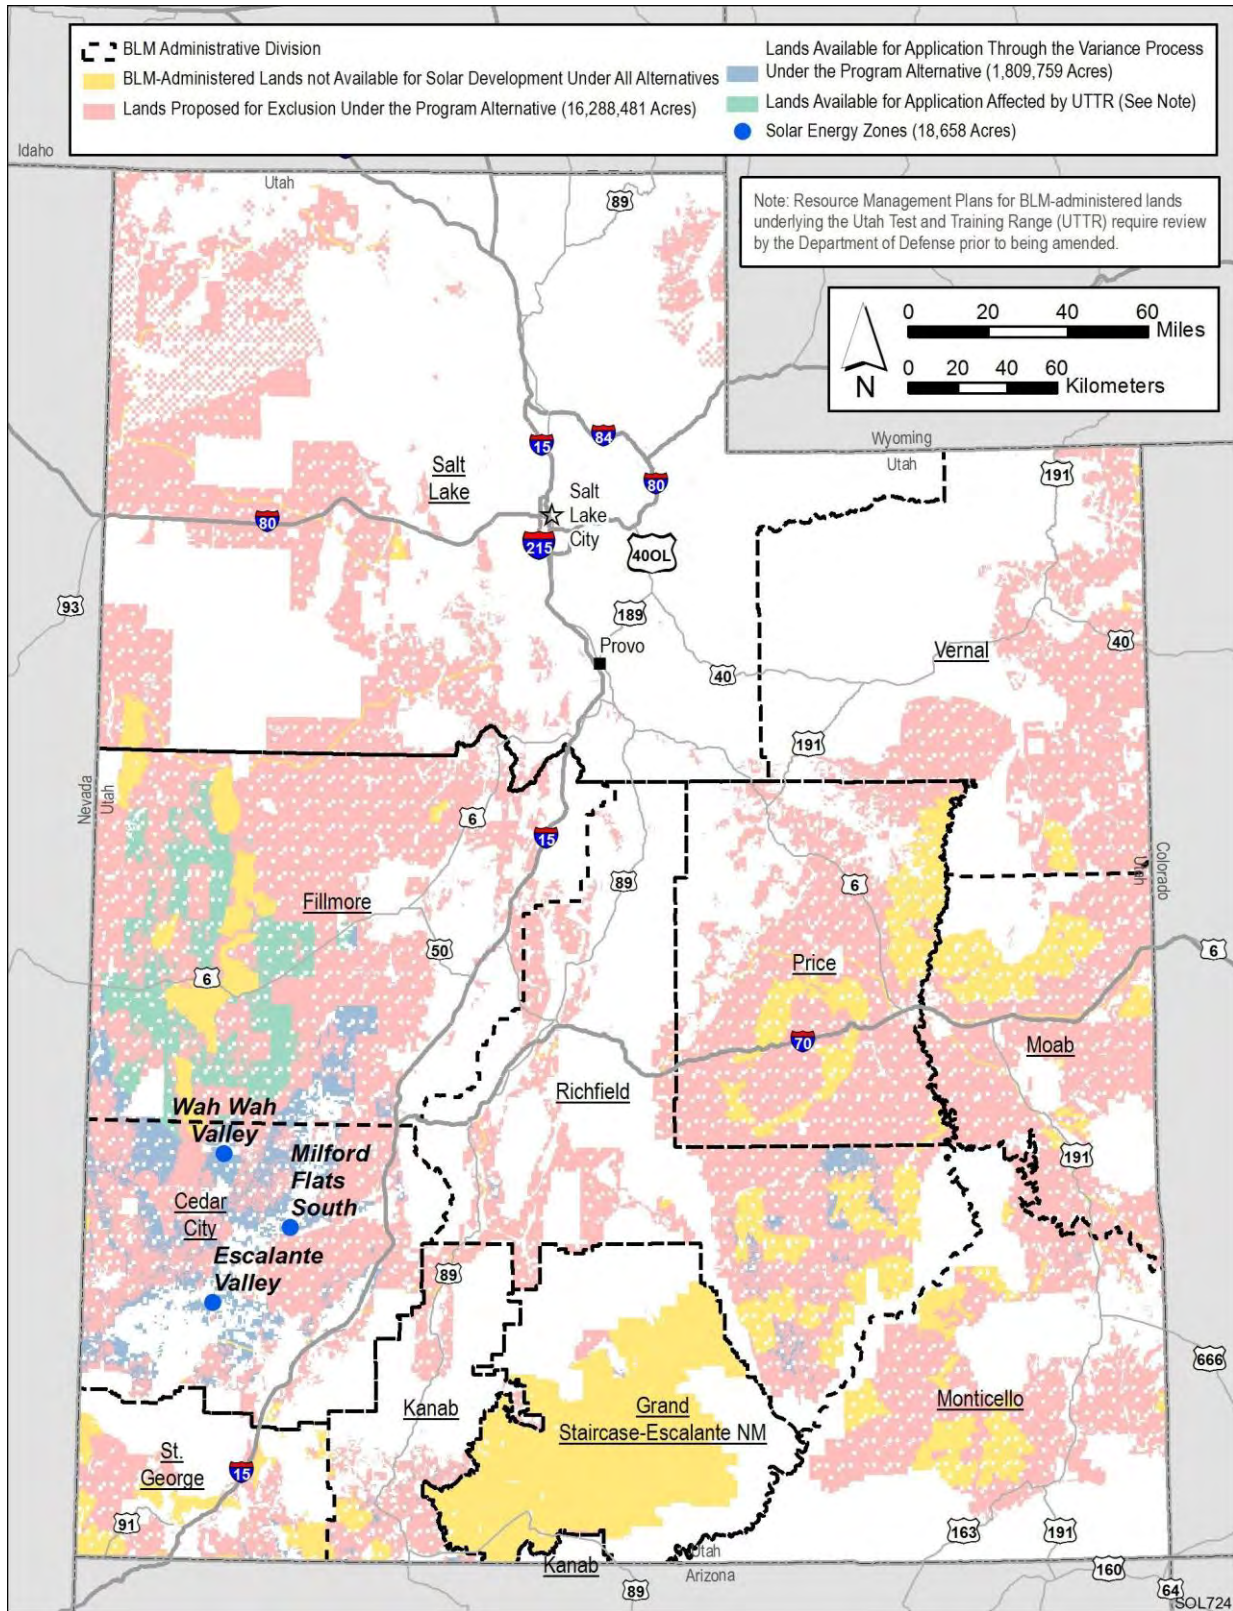 BLM Administrative Division
BLM-Administered Lands not Available for Solar Development Under All Alternatives
Lands Proposed for Exclusion Under the Program Alternative (16,288,481 Acres)
Lands Available for Application Through the Variance Process
Under the Program Alternative (1,809,759 Acres)
Lands Available for Application Affected by UTTR (See Note)
Solar Energy Zones (18,658 Acres)
Idaho
Utah
89
Note: Resource Management Plans for BLM-administered lands
underlying the Utah Test and Training Range (UTTR) require review
by the Department of Defense prior to being amended.
0 20 40 60
Miles
0 20 40 60
Kilometers
N
Wyoming
Utah
15
84
80
191
Salt
Lake
80
Salt
Lake
City
215
40OL
93
189
Provo
40
Vernal
40
191
Nevada
Utah
6
15
89
6
Colorado
Utah
Fillmore
50
6
Price
6
70
Moab
Richfield
Wah Wah
Valley
Milford
Flats
South
191
Cedar
City
Escalante
Valley
89
666
Kanab
Grand
Staircase-Escalante NM
Monticello
St.
George
15
91
163
191
Utah
Arizona
Kanab
89
160
64
SOL724